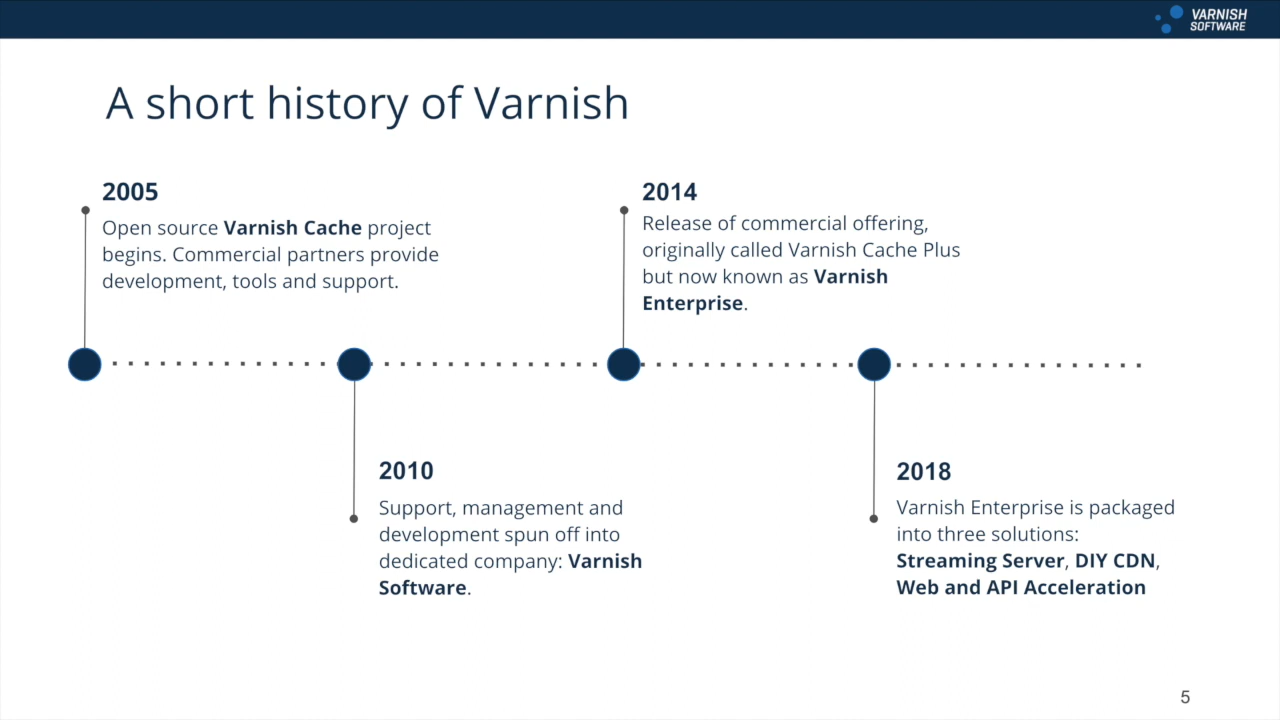 VARNISH
SOFTWARE
A short history of Varnish
2005
Open source Varnish Cache project
begins. Commercial partners provide
development, tools and support.
2014
Release of commercial offering,
originally called Varnish Cache Plus
but now known as Varnish
Enterprise.
2010
Support, management and
development spun off into
dedicated company: Varnish
Software.
2018
Varnish Enterprise is packaged
into three solutions:
Streaming Server, DIY CDN,
Web and API Acceleration
5